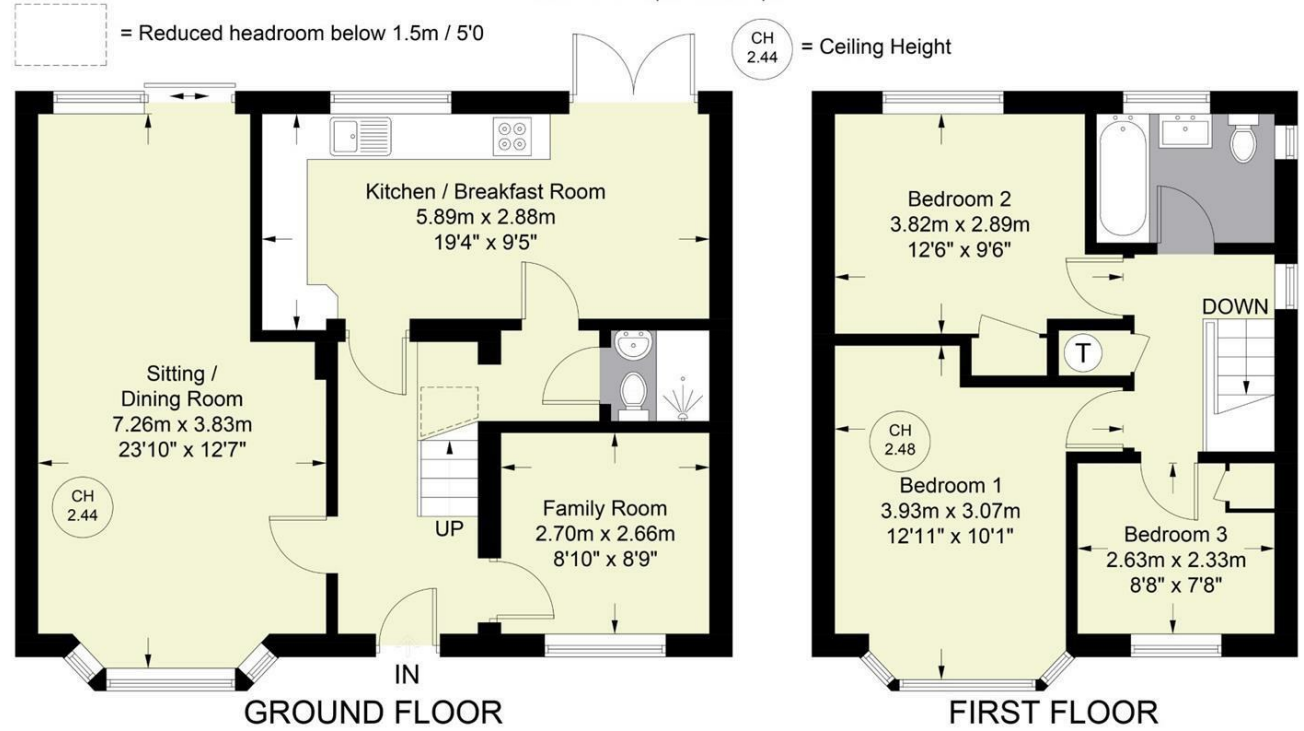 = Reduced headroom below 1.5m / 5'0
CH
2.44
= Ceiling Height
Kitchen / Breakfast Room
5.89m x 2.88m
19'4" x 9'5"
Sitting /
Dining Room
7.26m x 3.83m
23'10" x 12'7"
CH
2.44
UP
Family Room
2.70m x 2.66m
8'10" x 8'9"
IN
GROUND FLOOR
Bedroom 2
3.82m x 2.89m
12'6" x 9'6"
DOWN
T
CH
2.48
Bedroom 1
3.93m x 3.07m
12'11" x 10'1"
Bedroom 3
2.63m x 2.33m
8'8" x 7'8"
FIRST FLOOR